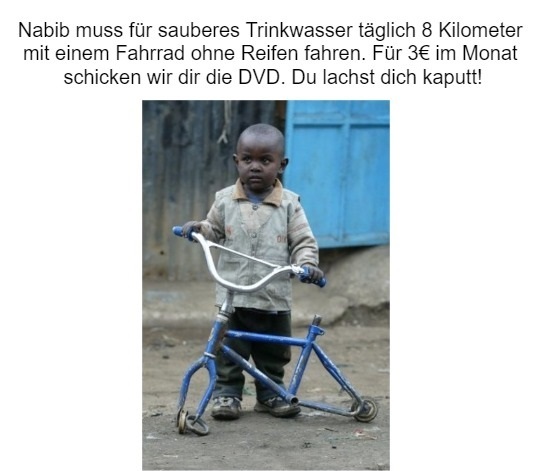 Nabib muss für sauberes Trinkwasser täglich 8 Kilometer
mit einem Fahrrad ohne Reifen fahren. Für 3€ im Monat
schicken wir dir die DVD. Du lachst dich kaputt!